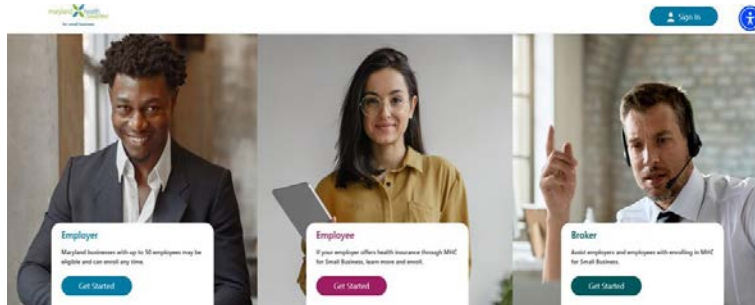 maryland health
connection
for small business
Sign In
Employer
Maryland businesses with up to 50 employees may be
eligible and can enroll any time.
Get Started
Employee
If your employer offers health insurance through MHC
for Small Business, learn more and enroll.
Get Started
Broker
Assist employers and employees with enrolling in MHC
for Small Business.
Get Started